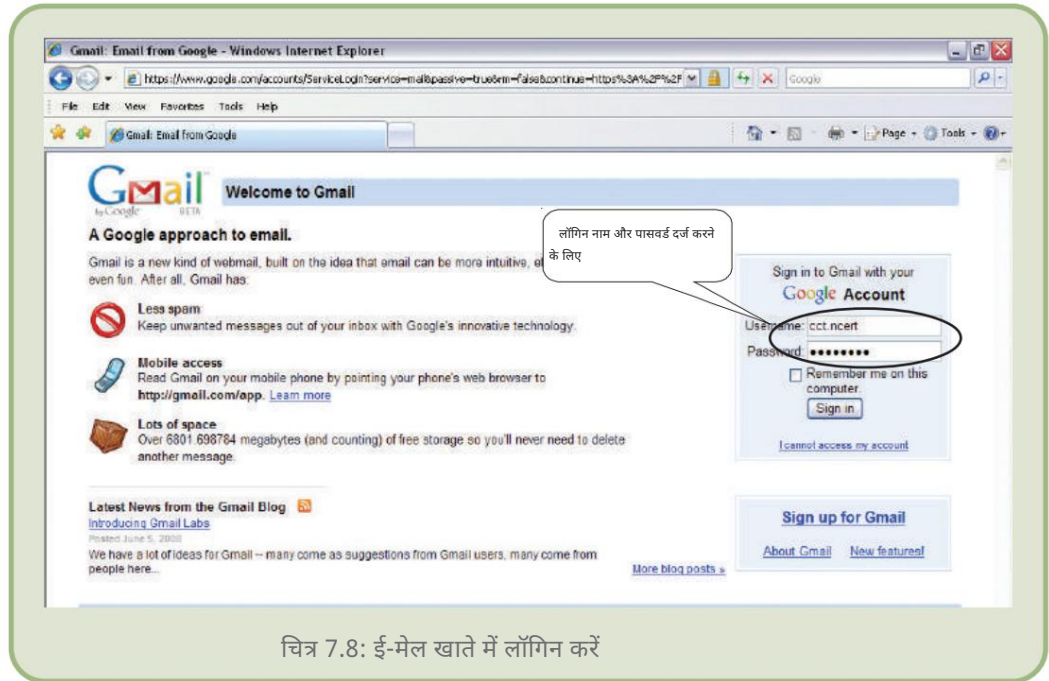 Gmail: Email from Google - Windows Internet Explorer
https://www.google.com/accounts/ServiceLogin?service=mail&passive=true&rm=false&continue=https%3A%2F%2F
Google
File Edit View Favorites Tools Help
Gmail: Email from Google
Page Tools
Gmail
by Google BETA
Welcome to Gmail
लॉगिन नाम और पासवर्ड दर्ज करने
के लिए
A Google approach to email.
Gmail is a new kind of webmail, built on the idea that email can be more intuitive,
even fun. After all, Gmail has:
Less spam
Keep unwanted messages out of your inbox with Google's innovative technology.
Mobile access
Read Gmail on your mobile phone by pointing your phone's web browser to
http://gmail.com/app. Learn more
Lots of space
Over 6801.698784 megabytes (and counting) of free storage so you'll never need to delete
another message.
Latest News from the Gmail Blog
Introducing Gmail Labs
Posted June 5, 2008
We have a lot of ideas for Gmail -- many come as suggestions from Gmail users, many come from
people here...
More blog posts »
Sign in to Gmail with your
Google Account
Username: cct.ncert
Password: ••••••••
Remember me on this
computer.
Sign in
I cannot access my account
Sign up for Gmail
About Gmail New features!
चित्र 7.8: ई-मेल खाते में लॉगिन करें